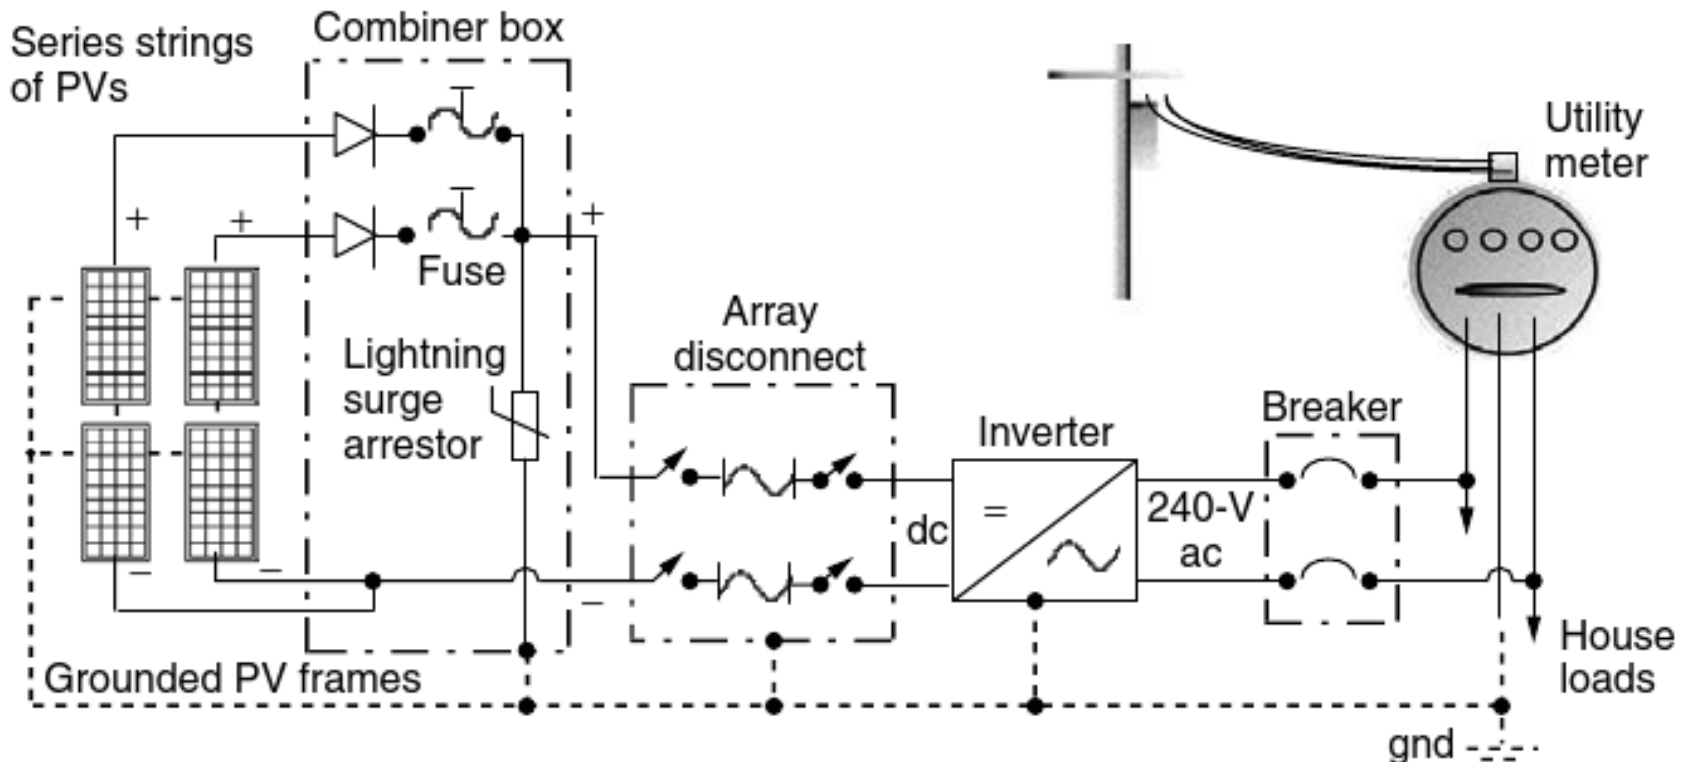 Combiner box
Series strings
of PVs
Utility
meter
+
+
+
Fuse
Array
disconnect
Lightning
surge
arrestor
Breaker
Inverter
=
dc
240-V
ac
−
−
−
House
loads
Grounded PV frames
gnd